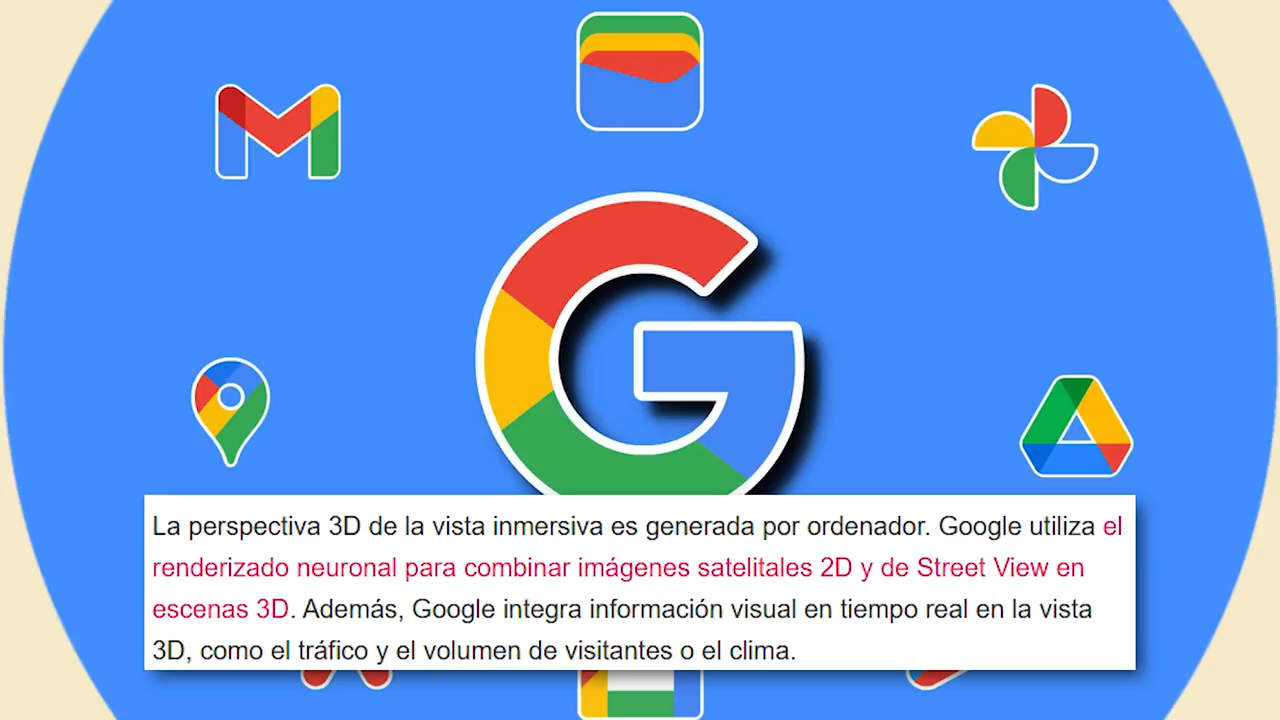 La perspectiva 3D de la vista inmersiva es generada por ordenador. Google utiliza el
renderizado neuronal para combinar imágenes satelitales 2D y de Street View en
escenas 3D. Además, Google integra información visual en tiempo real en la vista
3D, como el tráfico y el volumen de visitantes o el clima.